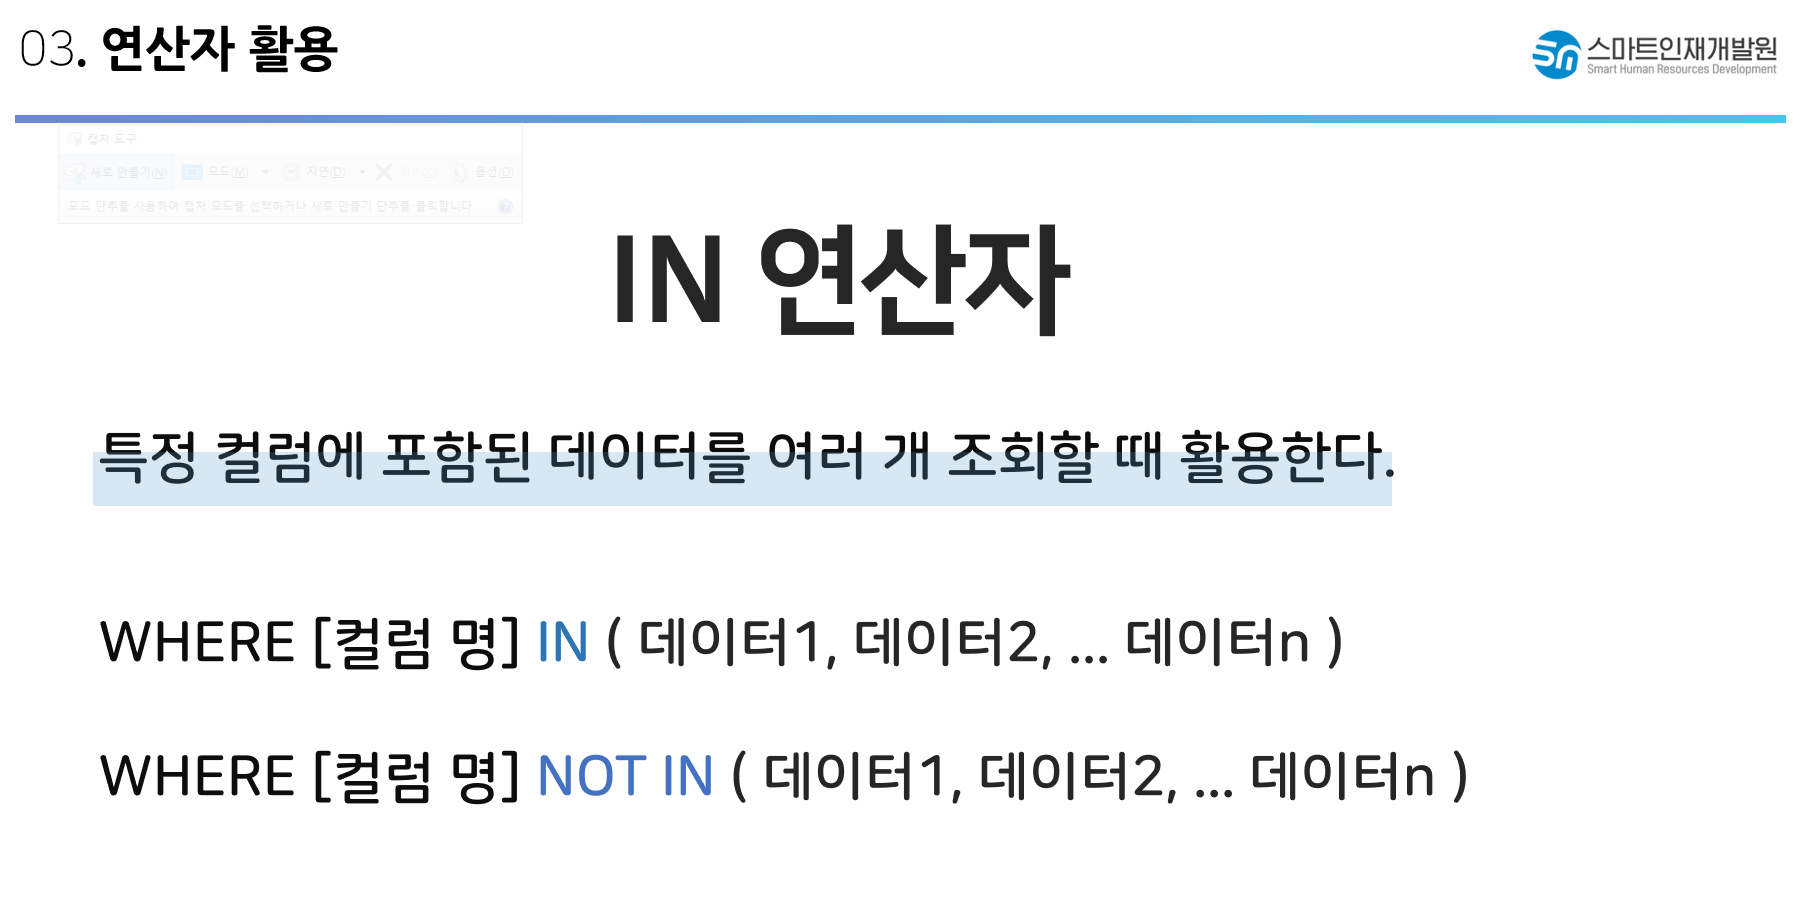 03. 연산자 활용
스마트인재개발원
Smart Human Resources Development
캡처 도구
새로 만들기(N) 모드(M) 지연(D) 취소(C) 옵션(O)
모드 단추를 사용하여 캡처 모드를 선택하거나 새로 만들기 단추를 클릭합니다.
IN 연산자
특정 컬럼에 포함된 데이터를 여러 개 조회할 때 활용한다.
WHERE [컬럼 명] IN ( 데이터1, 데이터2, ... 데이터n )
WHERE [컬럼 명] NOT IN ( 데이터1, 데이터2, ... 데이터n )